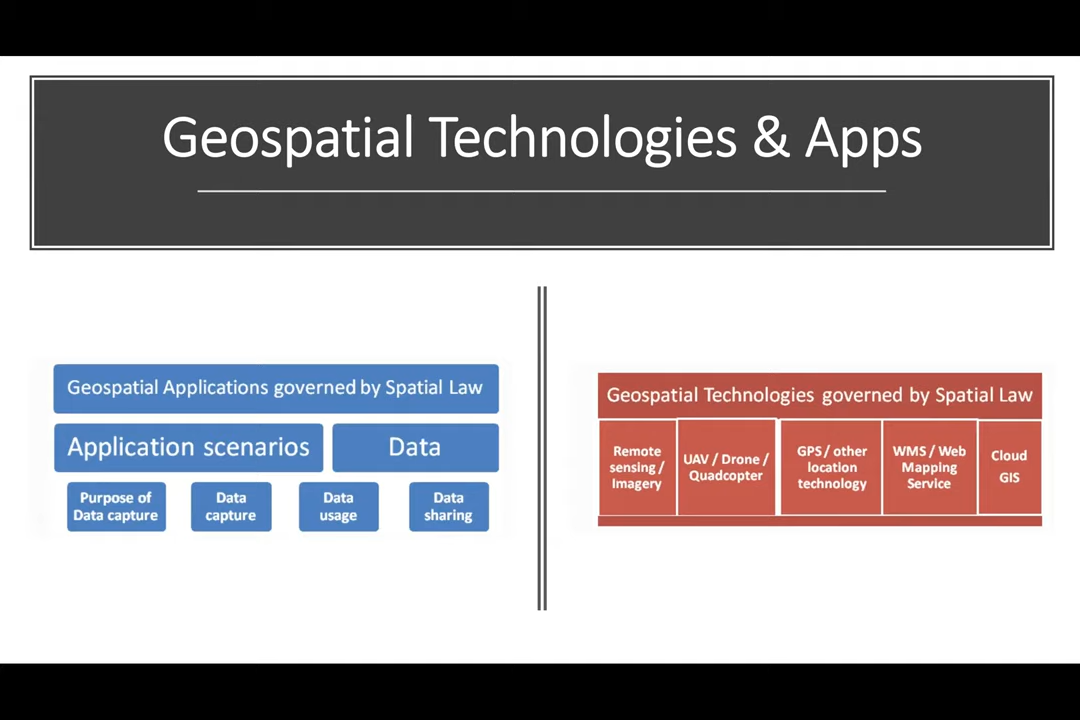 Geospatial Technologies & Apps
Geospatial Applications governed by Spatial Law
Application scenarios
Data
Purpose of
Data capture
Data
capture
Data
usage
Data
sharing
Geospatial Technologies governed by Spatial Law
Remote
sensing /
Imagery
UAV / Drone /
Quadcopter
GPS / other
location
technology
WMS / Web
Mapping
Service
Cloud
GIS